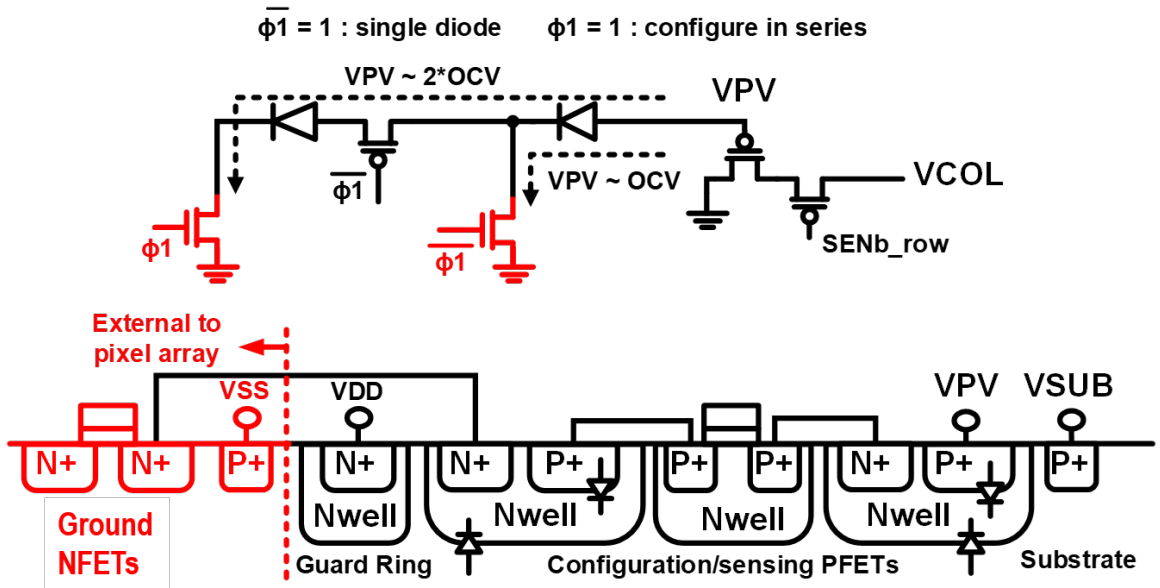 φ1̅ = 1 : single diode
φ1 = 1 : configure in series
VPV ~ 2*OCV
VPV
φ1̅
VPV ~ OCV
VCOL
φ1
φ1̅
SENb_row
External to
pixel array
VSS
VDD
VPV
VSUB
N+
N+
P+
N+
N+
P+
P+
P+
N+
P+
P+
Nwell
Nwell
Nwell
Nwell
Ground
NFETs
Guard Ring
Configuration/sensing PFETs
Substrate